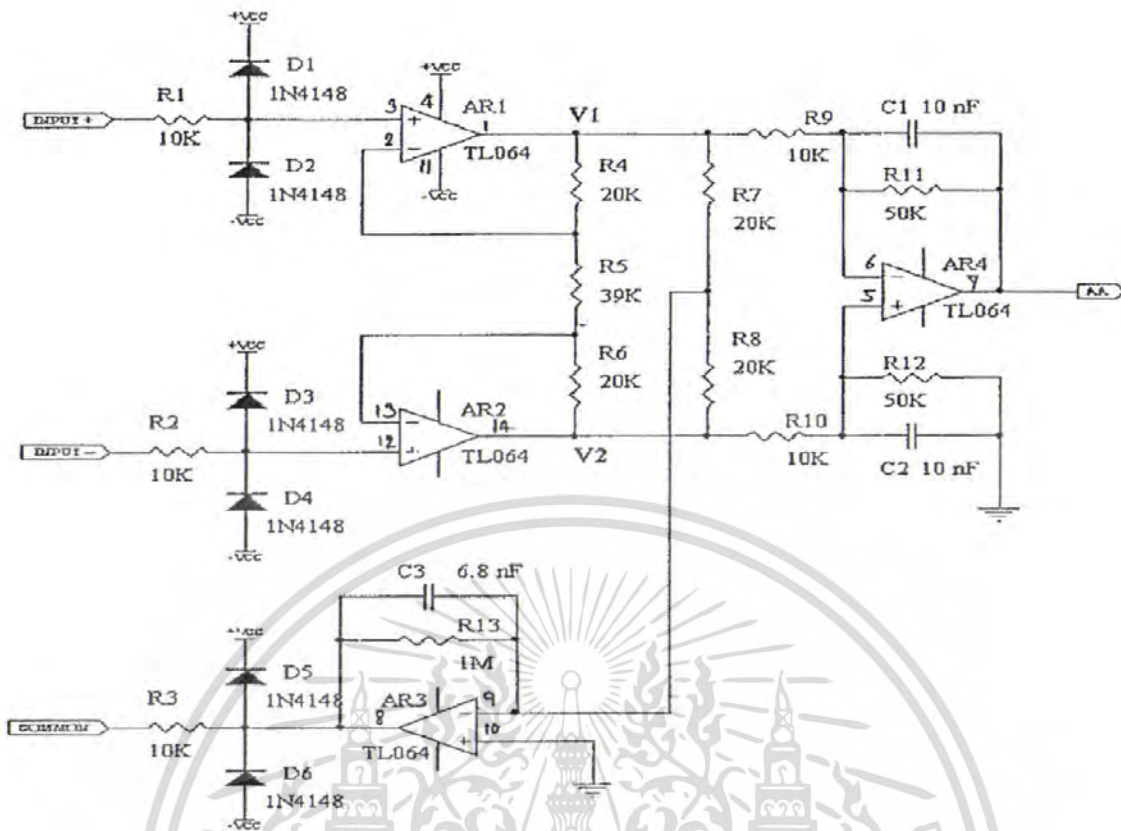 +VCC
D1
1N4148
R1
INPUT+
10K
D2
1N4148
-VCC
+VCC
3
4
AR1
+
1
2
-
11
TL064
-VCC
V1
R4
20K
R5
39K
R6
20K
R7
20K
R8
20K
R9
10K
C1 10 nF
R11
50K
6
-
AR4
5
+
TL064
AA
R12
50K
R10
10K
C2 10 nF
+VCC
D3
1N4148
R2
INPUT-
10K
D4
1N4148
-VCC
13
-
AR2
14
12
+
TL064
V2
C3 6.8 nF
R13
1M
+VCC
D5
1N4148
AR3
9
-
8
10
+
TL064
R3
COMMON
10K
D6
1N4148
-VCC